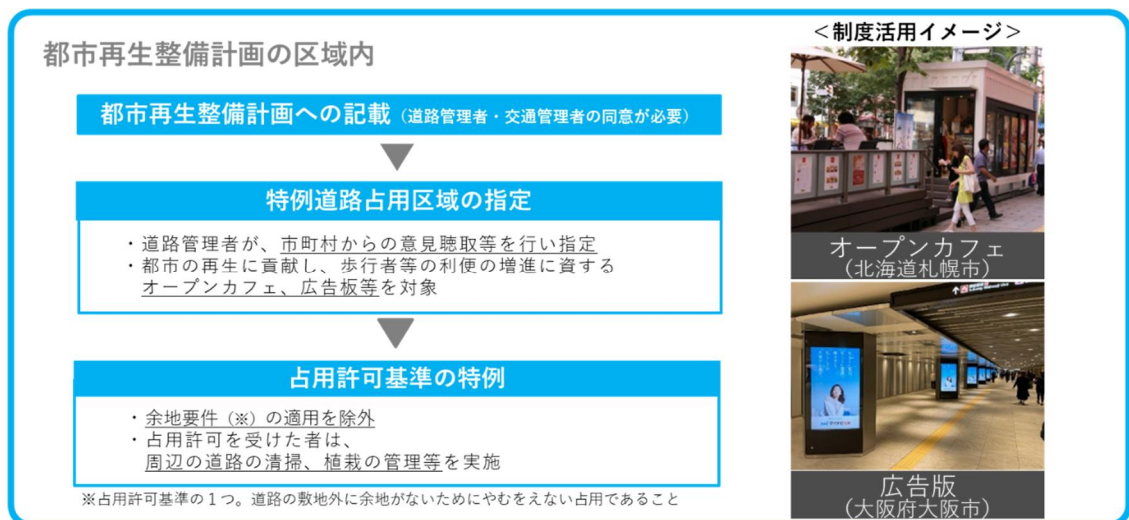 都市再生整備計画の区域内
都市再生整備計画への記載（道路管理者・交通管理者の同意が必要）
特例道路占用区域の指定
・道路管理者が、市町村からの意見聴取等を行い指定
・都市の再生に貢献し、歩行者等の利便の増進に資する
オープンカフェ、広告板等を対象
占用許可基準の特例
・余地要件（※）の適用を除外
・占用許可を受けた者は、
周辺の道路の清掃、植栽の管理等を実施
※占用許可基準の１つ。道路の敷地外に余地がないためにやむをえない占用であること
＜制度活用イメージ＞
オープンカフェ
（北海道札幌市）
広告版
（大阪府大阪市）